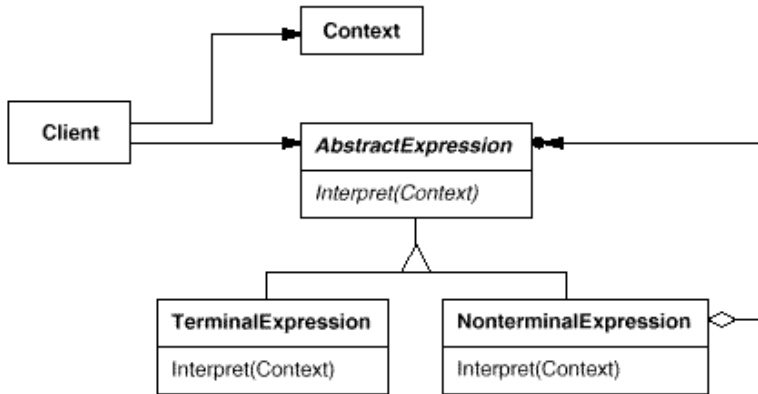 Context
Client
AbstractExpression
Interpret(Context)
TerminalExpression
Interpret(Context)
NonterminalExpression
Interpret(Context)